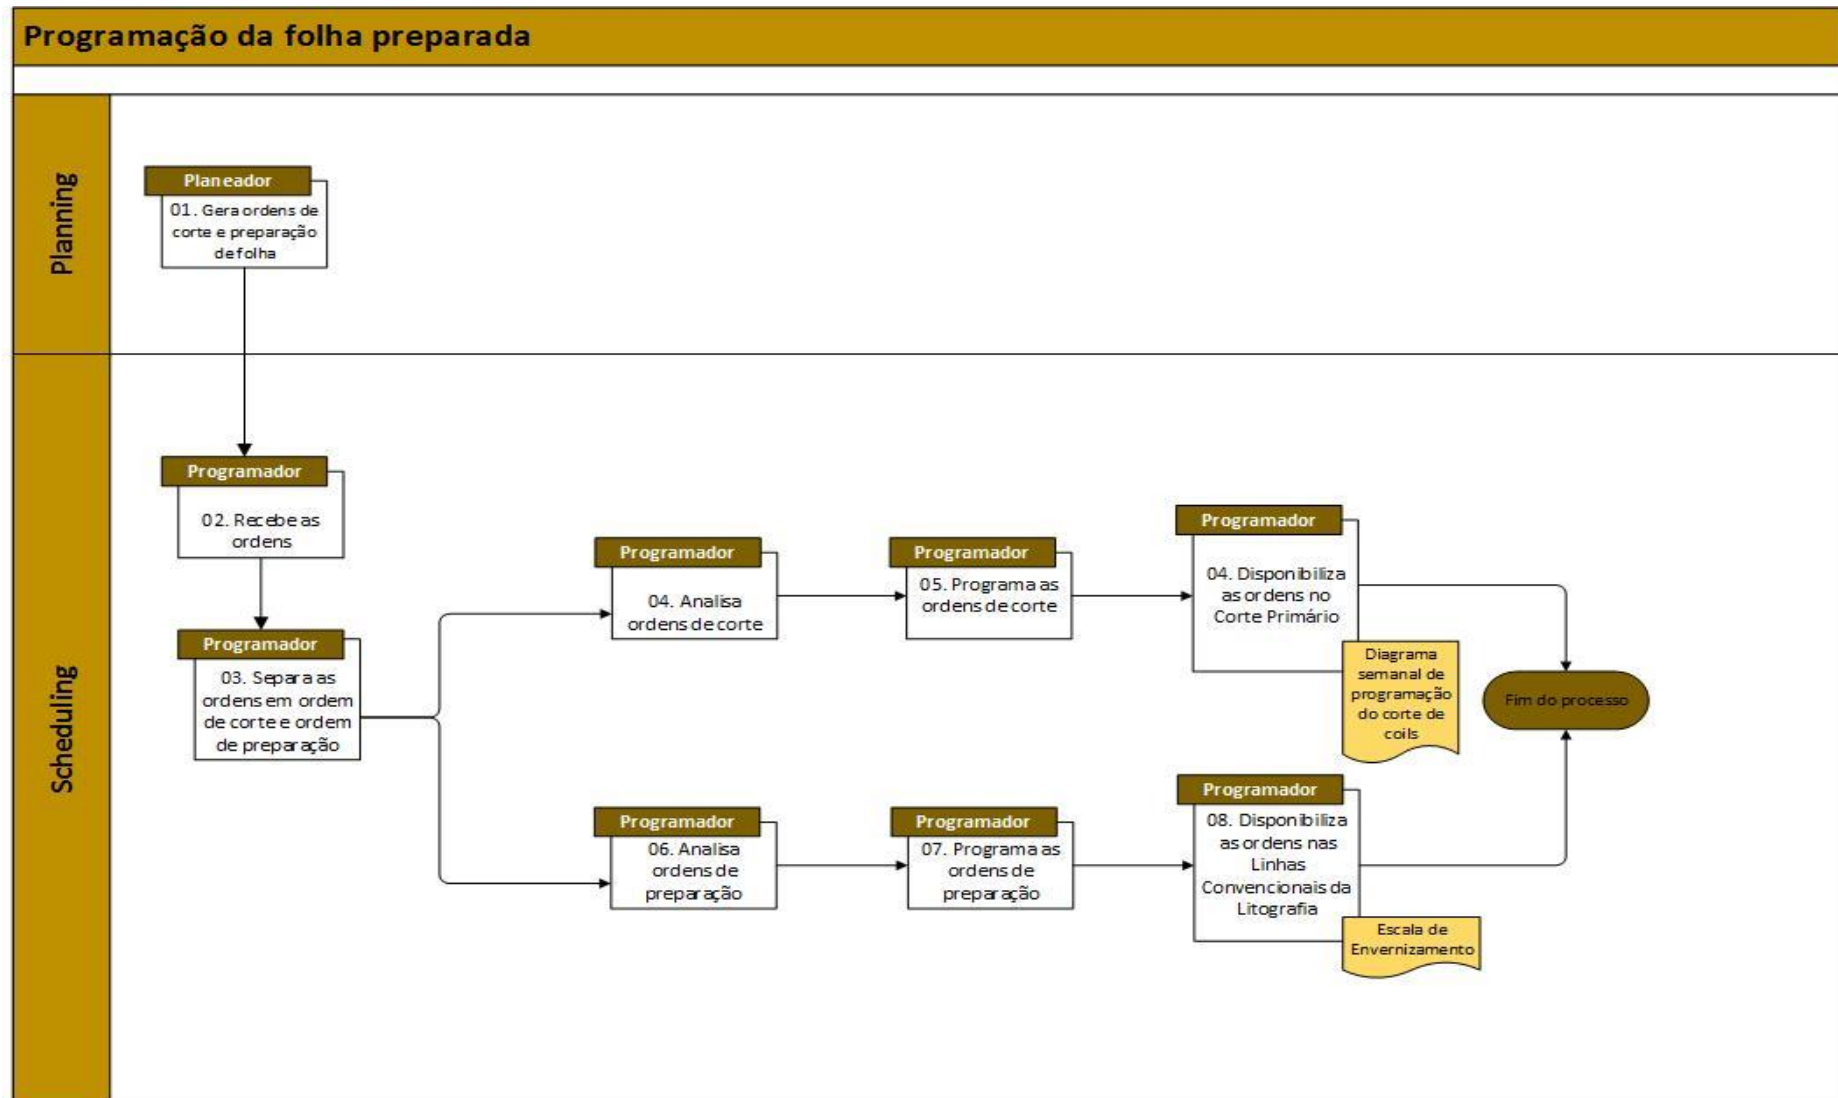 Programação da folha preparada
Planning
Planeador
01. Gera ordens de
corte e preparação
de folha
Scheduling
Programador
02. Recebe as
ordens
Programador
03. Separa as
ordens em ordem
de corte e ordem
de preparação
Programador
04. Analisa
ordens de corte
Programador
05. Programa as
ordens de corte
Programador
04. Disponibiliza
as ordens no
Corte Primário
Diagrama
semanal de
programação
do corte de
coils
Programador
06. Analisa
ordens de
preparação
Programador
07. Programa as
ordens de
preparação
Programador
08. Disponibiliza
as ordens nas
Linhas
Convencionais da
Litografia
Escala de
Envernizamento
Fim do processo